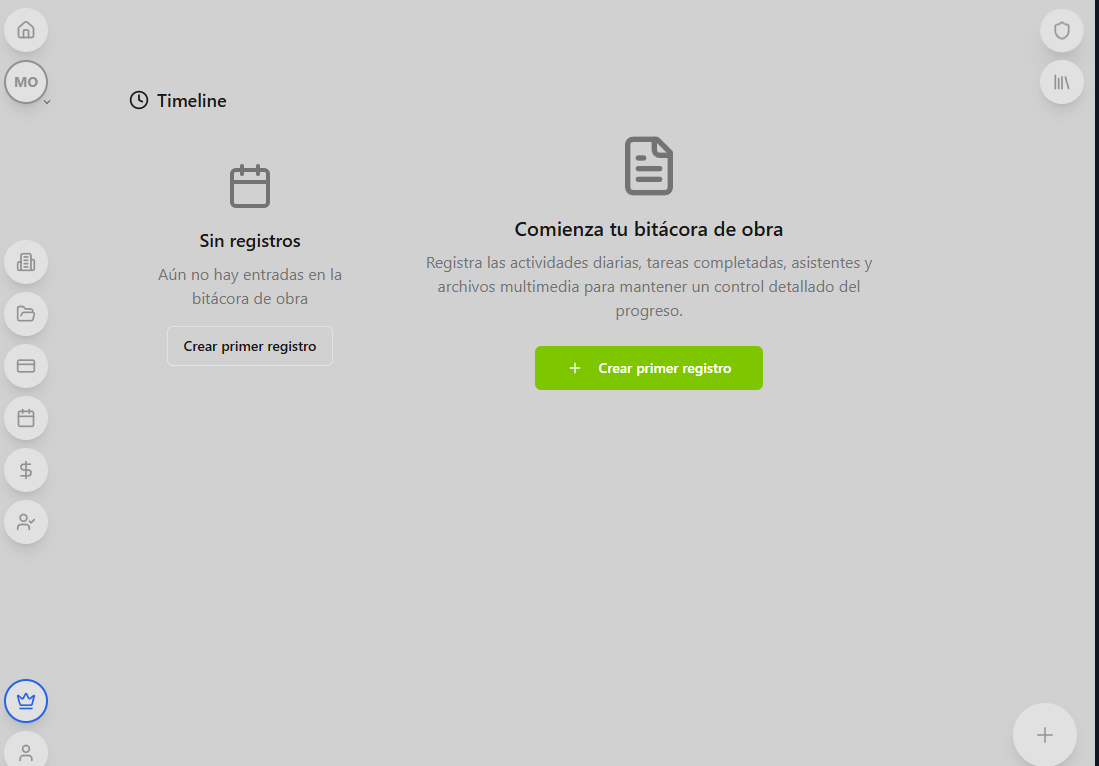 MO
Timeline
Sin registros
Aún no hay entradas en la
bitácora de obra
Crear primer registro
Comienza tu bitácora de obra
Registra las actividades diarias, tareas completadas, asistentes y
archivos multimedia para mantener un control detallado del
progreso.
Crear primer registro